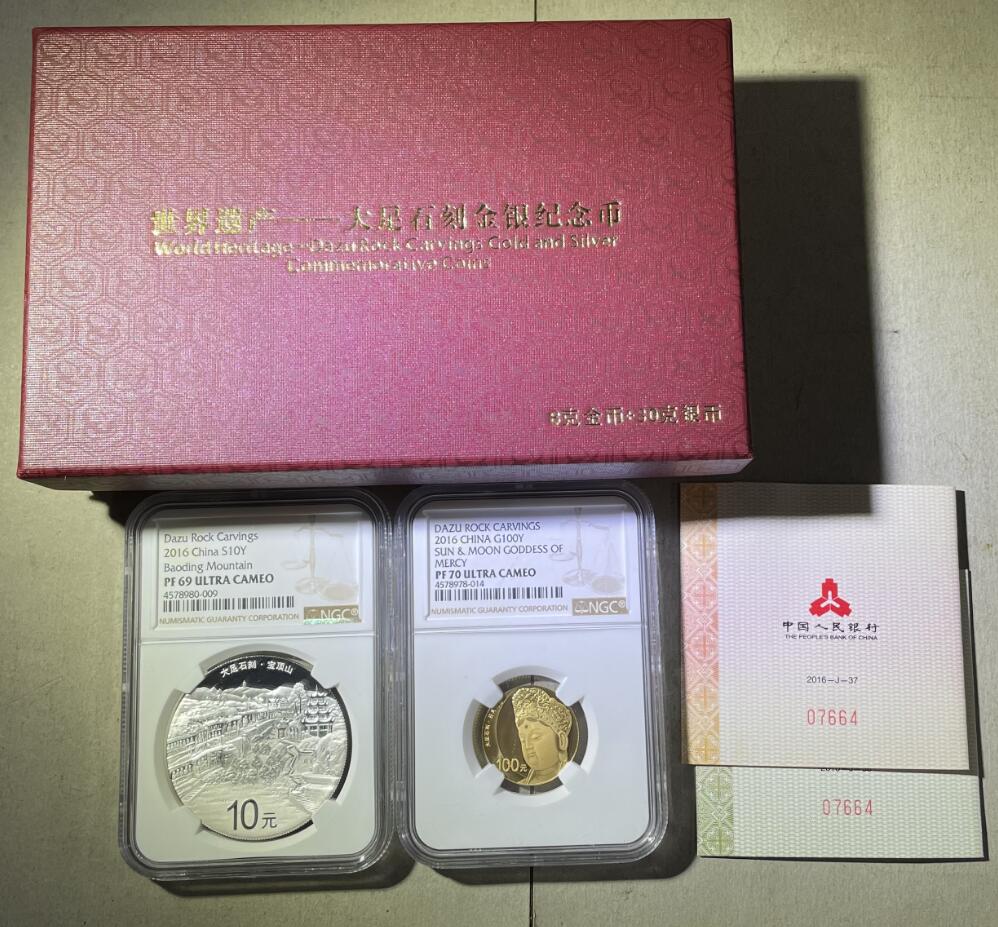 世界遗产——大足石刻金银纪念币
World Heritage--Dazu Rock Carvings Gold and Silver
Commemorative Coins
8克金币+30克银币
Dazu Rock Carvings
2016 China S10Y
Baoding Mountain
PF 69 ULTRA CAMEO
4578980-009
NUMISMATIC GUARANTY CORPORATION
NGC®
大足石刻·宝顶山
10元
DAZU ROCK CARVINGS
2016 CHINA G100Y
SUN & MOON GODDESS OF
MERCY
PF 70 ULTRA CAMEO
4578978-014
NUMISMATIC GUARANTY CORPORATION
NGC®
大足石刻
100元
中国人民银行
THE PEOPLE'S BANK OF CHINA
2016-J-37
07664
07664